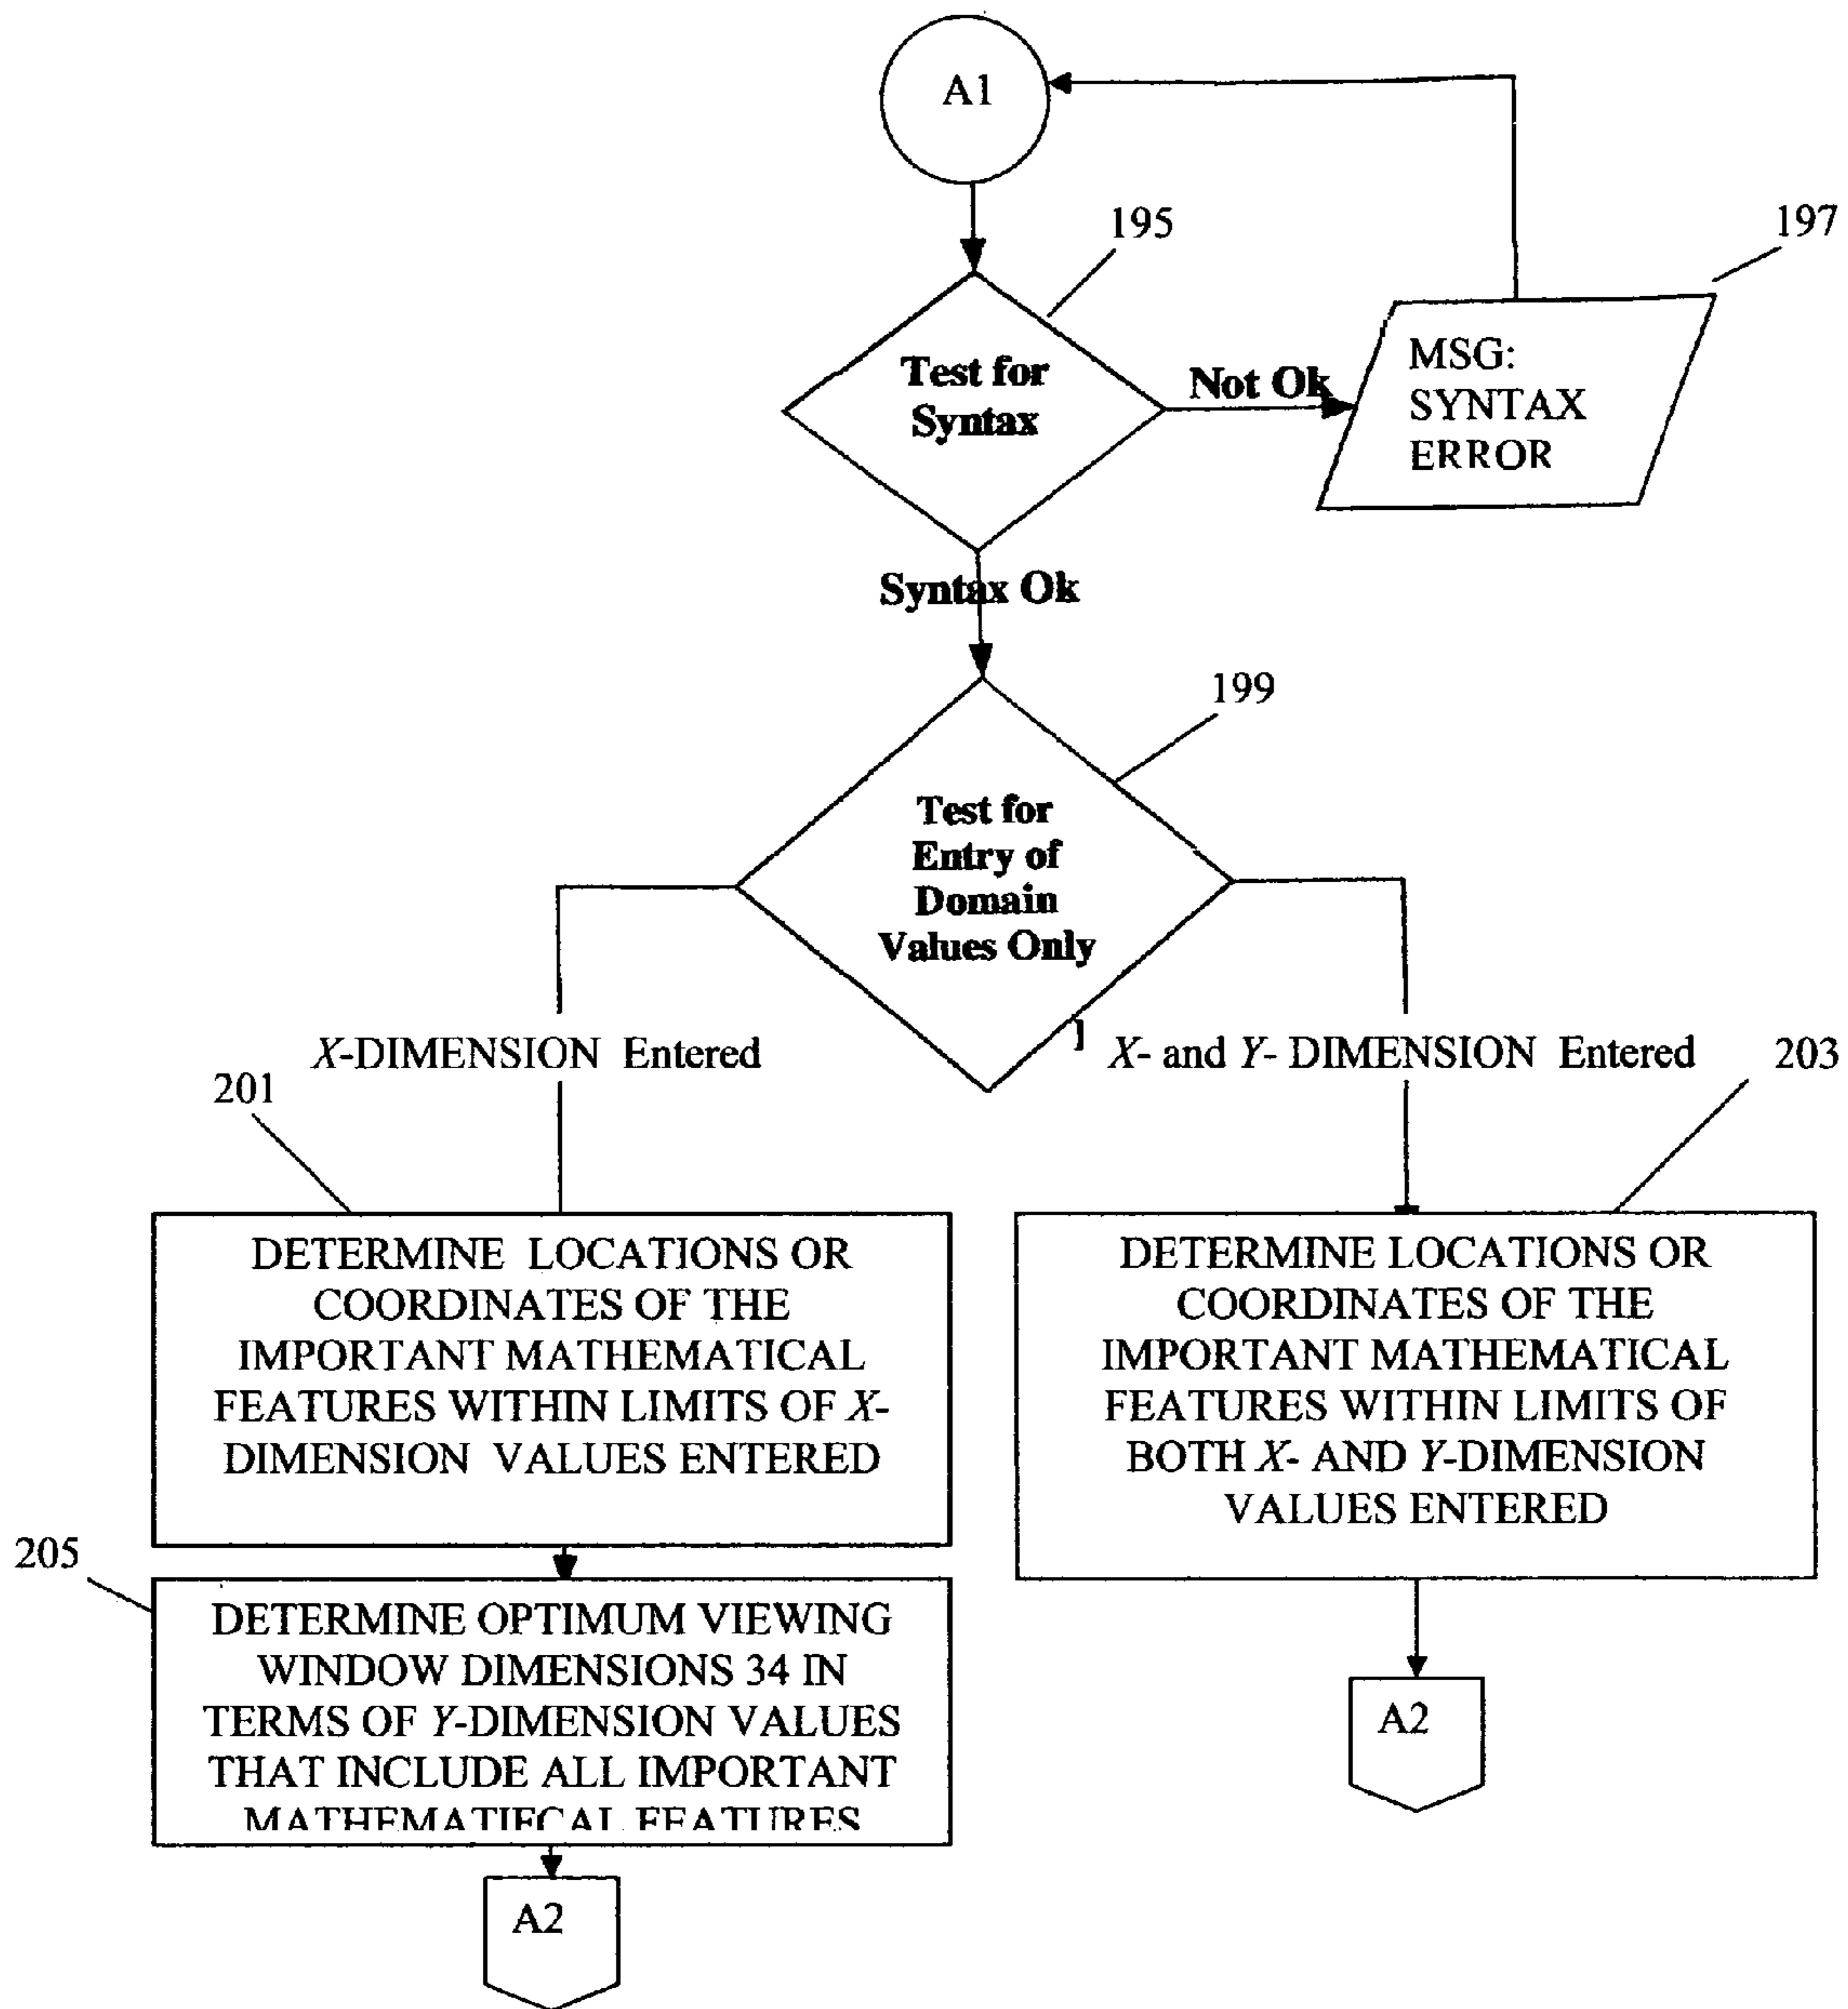 A1
195
197
Test for
Syntax
Not Ok
MSG:
SYNTAX
ERROR
Syntax Ok
199
Test for
Entry of
Domain
Values Only
]
X-DIMENSION Entered
X- and Y- DIMENSION Entered
201
203
DETERMINE LOCATIONS OR
COORDINATES OF THE
IMPORTANT MATHEMATICAL
FEATURES WITHIN LIMITS OF X-
DIMENSION VALUES ENTERED
DETERMINE LOCATIONS OR
COORDINATES OF THE
IMPORTANT MATHEMATICAL
FEATURES WITHIN LIMITS OF
BOTH X- AND Y-DIMENSION
VALUES ENTERED
205
DETERMINE OPTIMUM VIEWING
WINDOW DIMENSIONS 34 IN
TERMS OF Y-DIMENSION VALUES
THAT INCLUDE ALL IMPORTANT
MATHEMATIECAL FEATURES
A2
A2